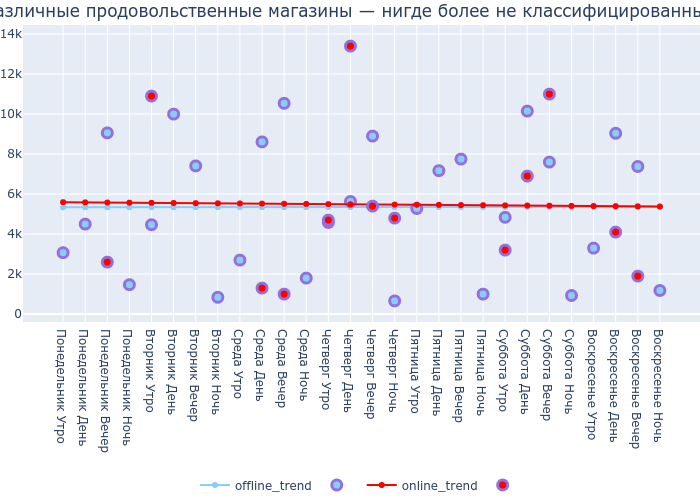 азличные продовольственные магазины — нигде более не классифицированны
14k
12k
10k
8k
6k
4k
2k
0
Понедельник Утро
Понедельник День
Понедельник Вечер
Понедельник Ночь
Вторник Утро
Вторник День
Вторник Вечер
Вторник Ночь
Среда Утро
Среда День
Среда Вечер
Среда Ночь
Четверг Утро
Четверг День
Четверг Вечер
Четверг Ночь
Пятница Утро
Пятница День
Пятница Вечер
Пятница Ночь
Суббота Утро
Суббота День
Суббота Вечер
Суббота Ночь
Воскресенье Утро
Воскресенье День
Воскресенье Вечер
Воскресенье Ночь
offline_trend online_trend